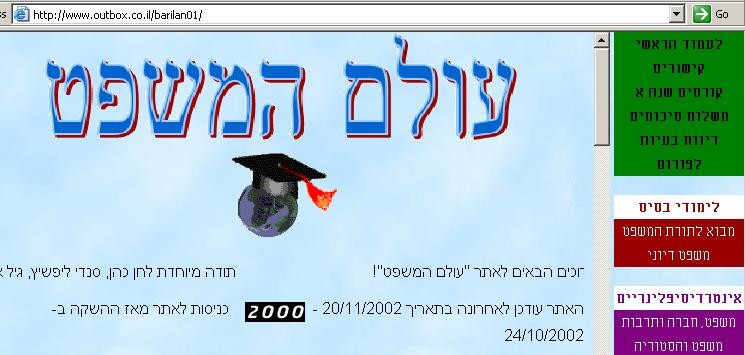 http://www.outbox.co.il/barilan01/
Go
עולם המשפט
לעמוד הראשי
קישורים
קורסים שנה א
משלוח סיכומים
דיווח בעיות
לפורום
לימודי בסיס
מבוא לתורת המשפט
משפט דיוני
אינטרדיסיפלינריים
משפט, חברה ותרבות
משפט והסטוריה
הבאים לאתר "עולם המשפט"! תודה מיוחדת לחן כהן, סנדי ליפשיץ, גיל
האתר עודכן לאחרונה בתאריך 20/11/2002 - 2000 כניסות לאתר מאז ההשקה ב-
24/10/2002